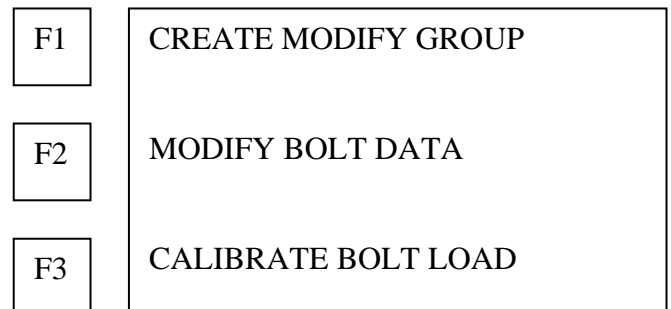 F1 CREATE MODIFY GROUP
F2 MODIFY BOLT DATA
F3 CALIBRATE BOLT LOAD